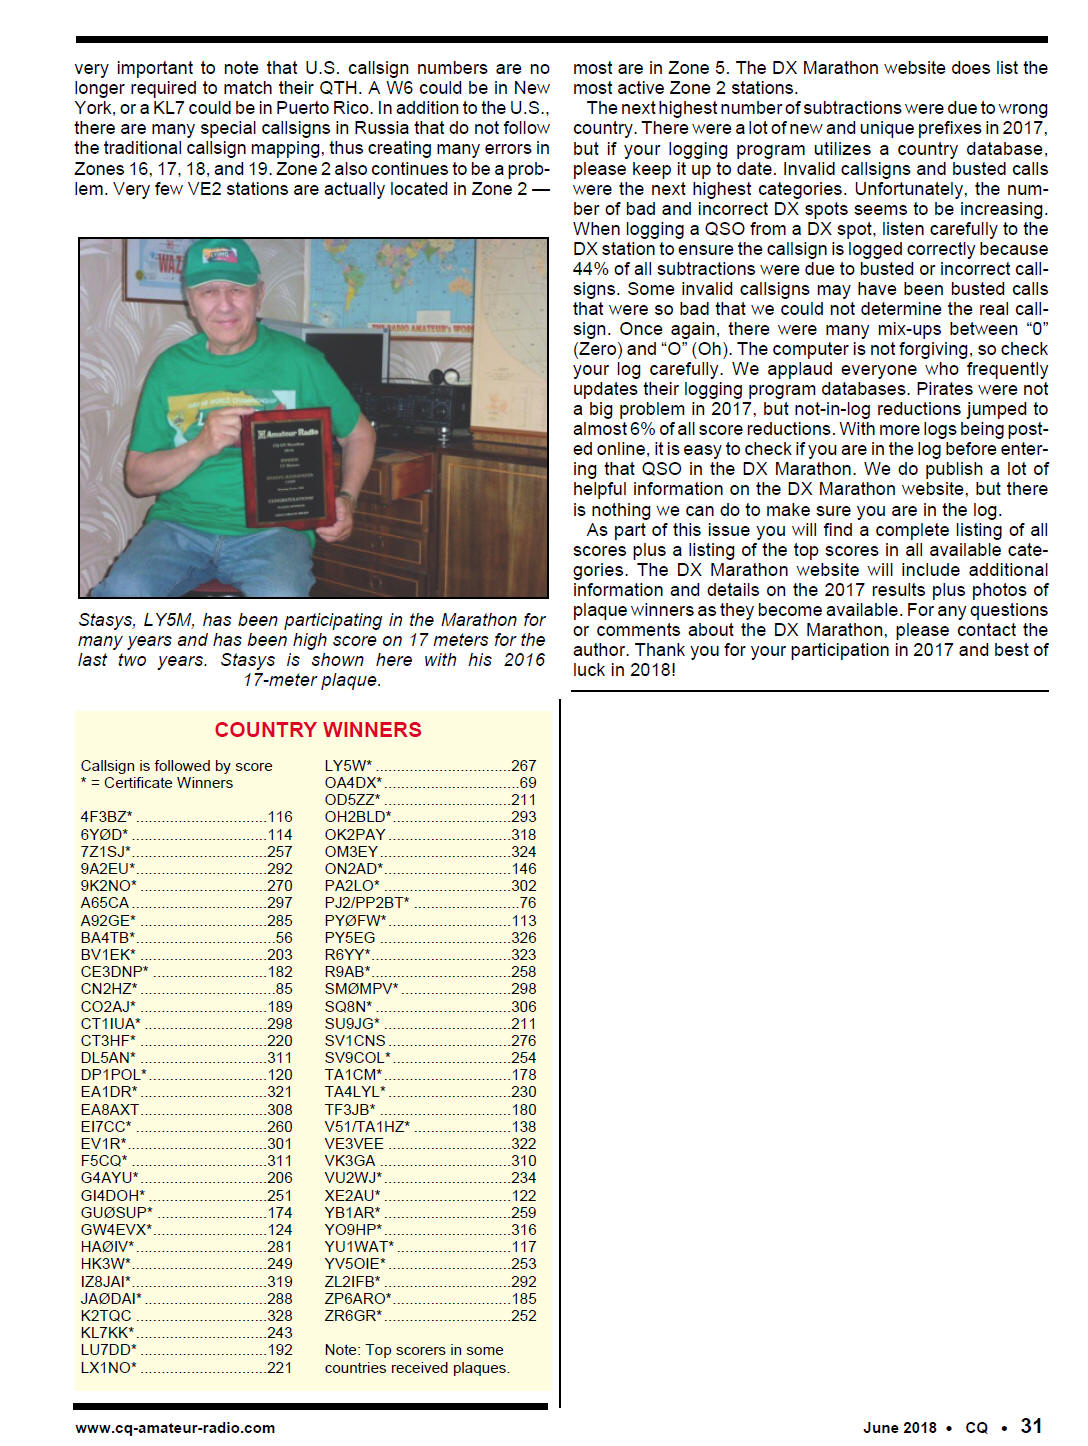 very important to note that U.S. callsign numbers are no
longer required to match their QTH. A W6 could be in New
York, or a KL7 could be in Puerto Rico. In addition to the U.S.,
there are many special callsigns in Russia that do not follow
the traditional callsign mapping, thus creating many errors in
Zones 16, 17, 18, and 19. Zone 2 also continues to be a prob-
lem. Very few VE2 stations are actually located in Zone 2 —
WAZ
THE RADIO AMATEUR'S WORLD
Amateur Radio
CONGRATULATIONS!
Stasys, LY5M, has been participating in the Marathon for
many years and has been high score on 17 meters for the
last two years. Stasys is shown here with his 2016
17-meter plaque.
most are in Zone 5. The DX Marathon website does list the
most active Zone 2 stations.
The next highest number of subtractions were due to wrong
country. There were a lot of new and unique prefixes in 2017,
but if your logging program utilizes a country database,
please keep it up to date. Invalid callsigns and busted calls
were the next highest categories. Unfortunately, the num-
ber of bad and incorrect DX spots seems to be increasing.
When logging a QSO from a DX spot, listen carefully to the
DX station to ensure the callsign is logged correctly because
44% of all subtractions were due to busted or incorrect call-
signs. Some invalid callsigns may have been busted calls
that were so bad that we could not determine the real call-
sign. Once again, there were many mix-ups between “0”
(Zero) and “O” (Oh). The computer is not forgiving, so check
your log carefully. We applaud everyone who frequently
updates their logging program databases. Pirates were not
a big problem in 2017, but not-in-log reductions jumped to
almost 6% of all score reductions. With more logs being post-
ed online, it is easy to check if you are in the log before enter-
ing that QSO in the DX Marathon. We do publish a lot of
helpful information on the DX Marathon website, but there
is nothing we can do to make sure you are in the log.
As part of this issue you will find a complete listing of all
scores plus a listing of the top scores in all available cate-
gories. The DX Marathon website will include additional
information and details on the 2017 results plus photos of
plaque winners as they become available. For any questions
or comments about the DX Marathon, please contact the
author. Thank you for your participation in 2017 and best of
luck in 2018!
COUNTRY WINNERS
Callsign is followed by score
* = Certificate Winners
4F3BZ* ...............................116
6YØD* ................................114
7Z1SJ*................................257
9A2EU*...............................292
9K2NO* ..............................270
A65CA ................................297
A92GE* ..............................285
BA4TB*.................................56
BV1EK* ..............................203
CE3DNP* ...........................182
CN2HZ* ................................85
CO2AJ* ..............................189
CT1IUA* .............................298
CT3HF* ..............................220
DL5AN* ..............................311
DP1POL*............................120
EA1DR* ..............................321
EA8AXT..............................308
EI7CC* ...............................260
EV1R*.................................301
F5CQ* ................................311
G4AYU*..............................206
GI4DOH* ............................251
GUØSUP* ..........................174
GW4EVX*...........................124
HAØIV*...............................281
HK3W*................................249
IZ8JAI*................................319
JAØDAI* .............................288
K2TQC ...............................328
KL7KK*...............................243
LU7DD* ..............................192
LX1NO* ..............................221
LY5W* ................................267
OA4DX*................................69
OD5ZZ* ..............................211
OH2BLD*............................293
OK2PAY.............................318
OM3EY...............................324
ON2AD*..............................146
PA2LO* ..............................302
PJ2/PP2BT* .........................76
PYØFW*.............................113
PY5EG ...............................326
R6YY*.................................323
R9AB*.................................258
SMØMPV*..........................298
SQ8N* ................................306
SU9JG* ..............................211
SV1CNS.............................276
SV9COL*............................254
TA1CM*..............................178
TA4LYL*.............................230
TF3JB* ...............................180
V51/TA1HZ* .......................138
VE3VEE .............................322
VK3GA ...............................310
VU2WJ*..............................234
XE2AU* ..............................122
YB1AR* ..............................259
YO9HP*..............................316
YU1WAT* ...........................117
YV5OIE* .............................253
ZL2IFB* ..............................292
ZP6ARO*............................185
ZR6GR*..............................252
Note: Top scorers in some
countries received plaques.
www.cq-amateur-radio.com
June 2018 • CQ • 31